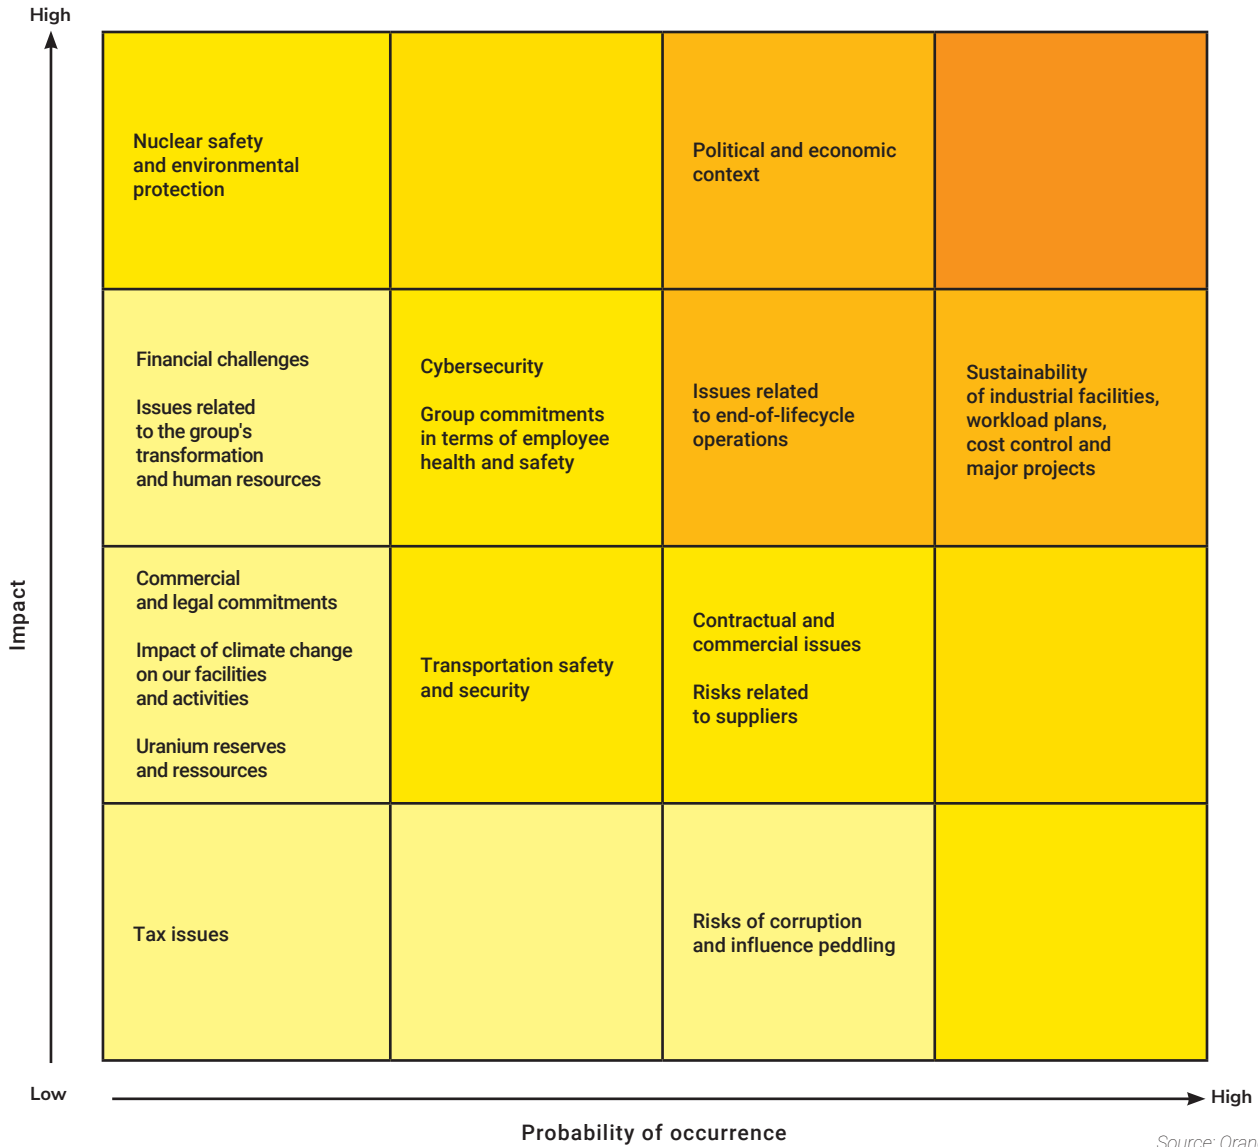 High
Nuclear safety
and environmental
protection
Political and economic
context
Financial challenges
Issues related
to the group's
transformation
and human resources
Cybersecurity
Group commitments
in terms of employee
health and safety
Issues related
to end-of-lifecycle
operations
Sustainability
of industrial facilities,
workload plans,
cost control and
major projects
Impact
Commercial
and legal commitments
Impact of climate change
on our facilities
and activities
Uranium reserves
and ressources
Transportation safety
and security
Contractual and
commercial issues
Risks related
to suppliers
Tax issues
Risks of corruption
and influence peddling
Low
High
Probability of occurrence
Source: Oran